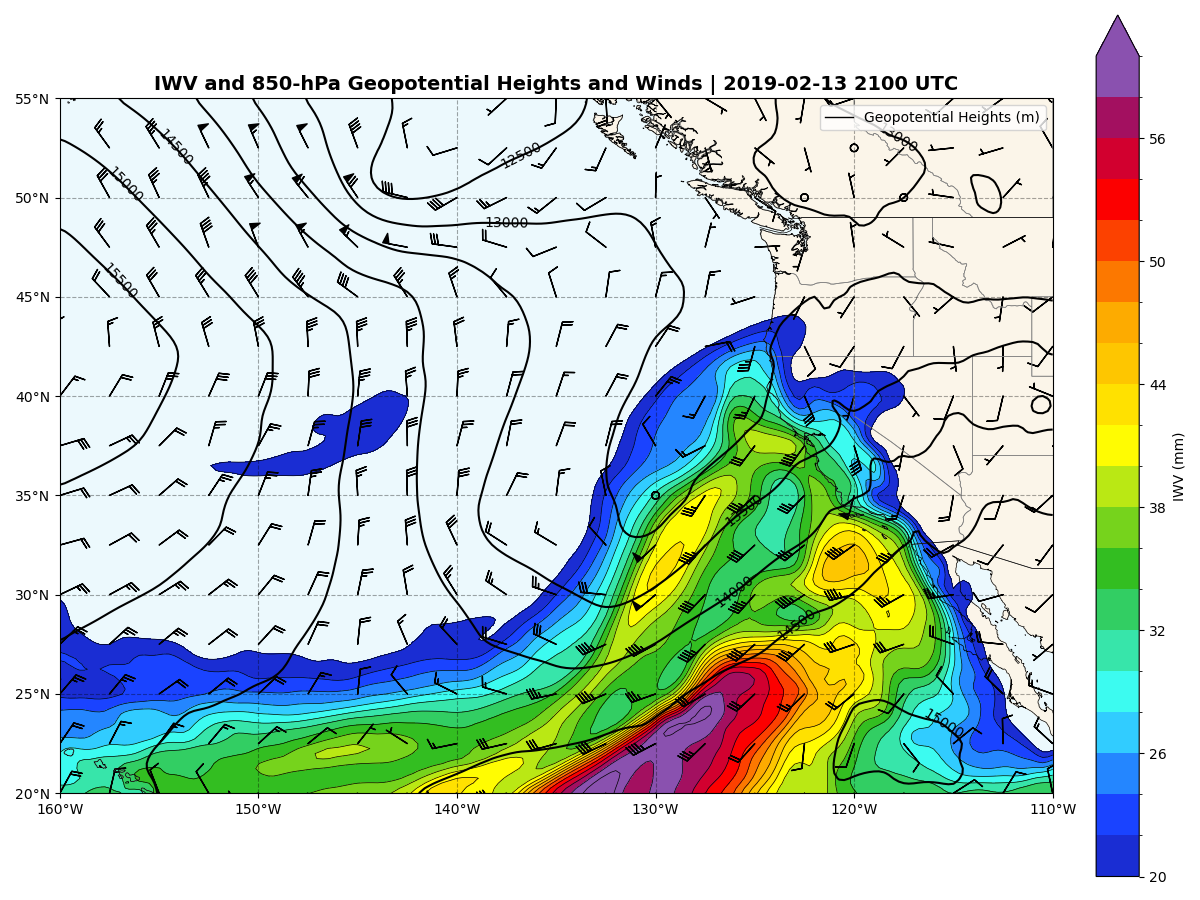 IWV and 850-hPa Geopotential Heights and Winds | 2019-02-13 2100 UTC
Geopotential Heights (m)
55°N
50°N
45°N
40°N
35°N
30°N
25°N
20°N
160°W
150°W
140°W
130°W
120°W
110°W
14500
15000
15500
12500
13000
13000
13500
14000
14500
15000
56
50
44
38
32
26
20
IWV (mm)